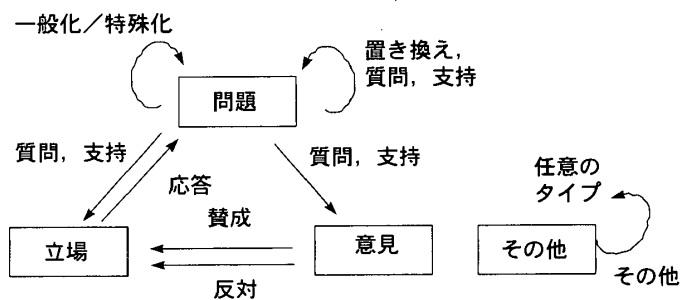 一般化／特殊化
置き換え，
質問，支持
問題
質問，支持
質問，支持
応答
任意の
タイプ
賛成
立場
意見
その他
反対
その他